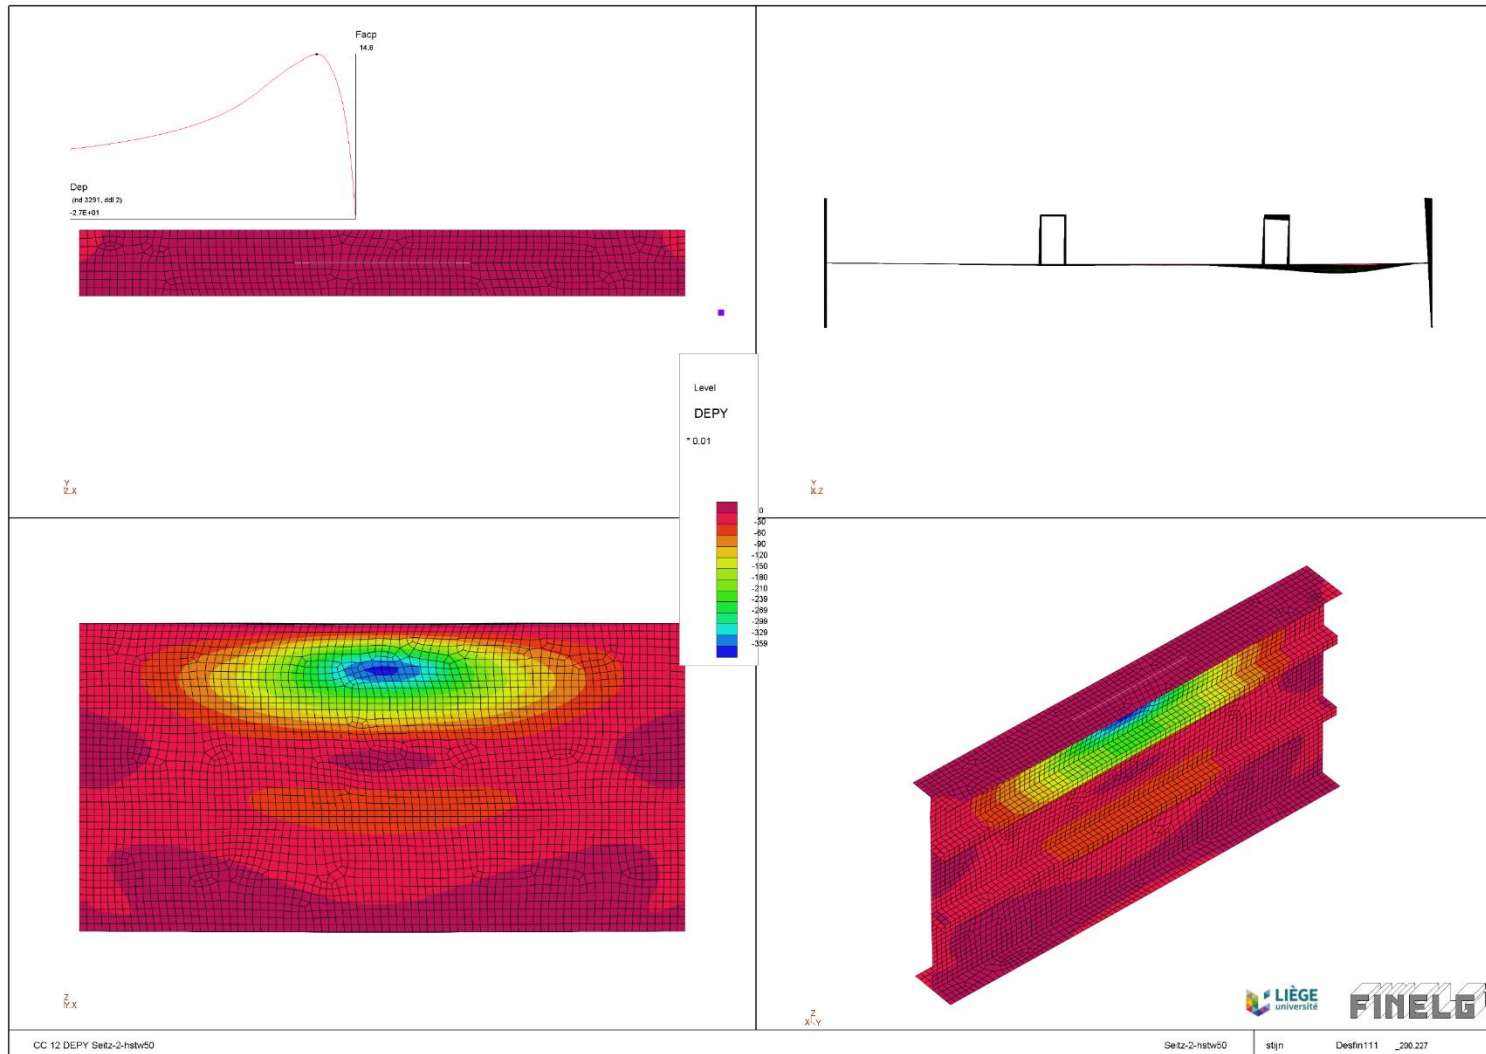 Facp
14.8
Dep
(nd 3291, ddl 2)
-2.7E+01
Y
Z X
Y
X Z
Level
DEPY
* 0.01
0
-30
-60
-90
-120
-150
-180
-210
-239
-269
-299
-329
-359
Z
Y X
Z
X Y
LIÈGE
université
FINELG
CC 12 DEPY Seitz-2-hstw50
Seitz-2-hstw50
stijn
Desfin111
_200.227